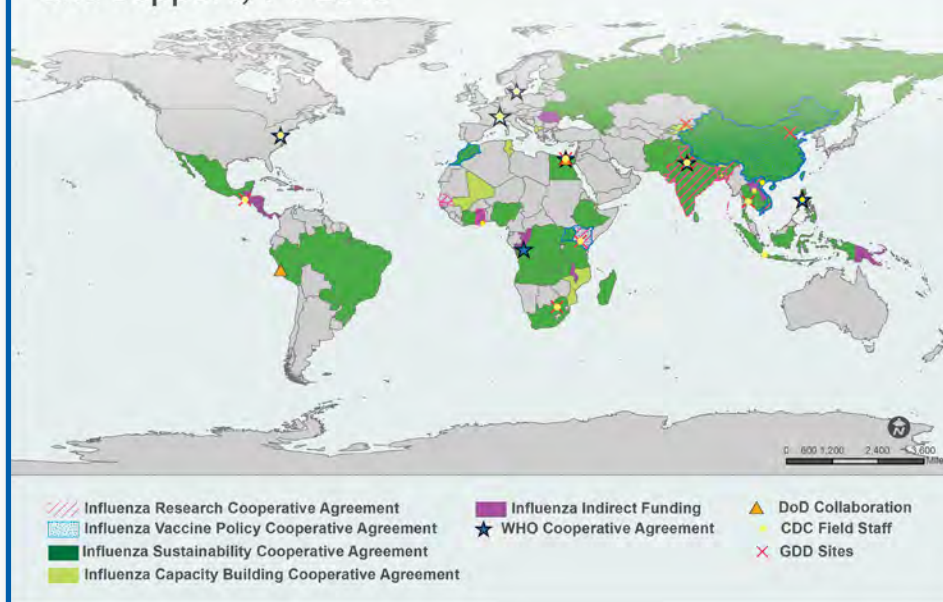 N
0 600 1,200 2,400 3,600
Miles
Influenza Research Cooperative Agreement
Influenza Vaccine Policy Cooperative Agreement
Influenza Sustainability Cooperative Agreement
Influenza Capacity Building Cooperative Agreement
Influenza Indirect Funding
WHO Cooperative Agreement
DoD Collaboration
CDC Field Staff
GDD Sites